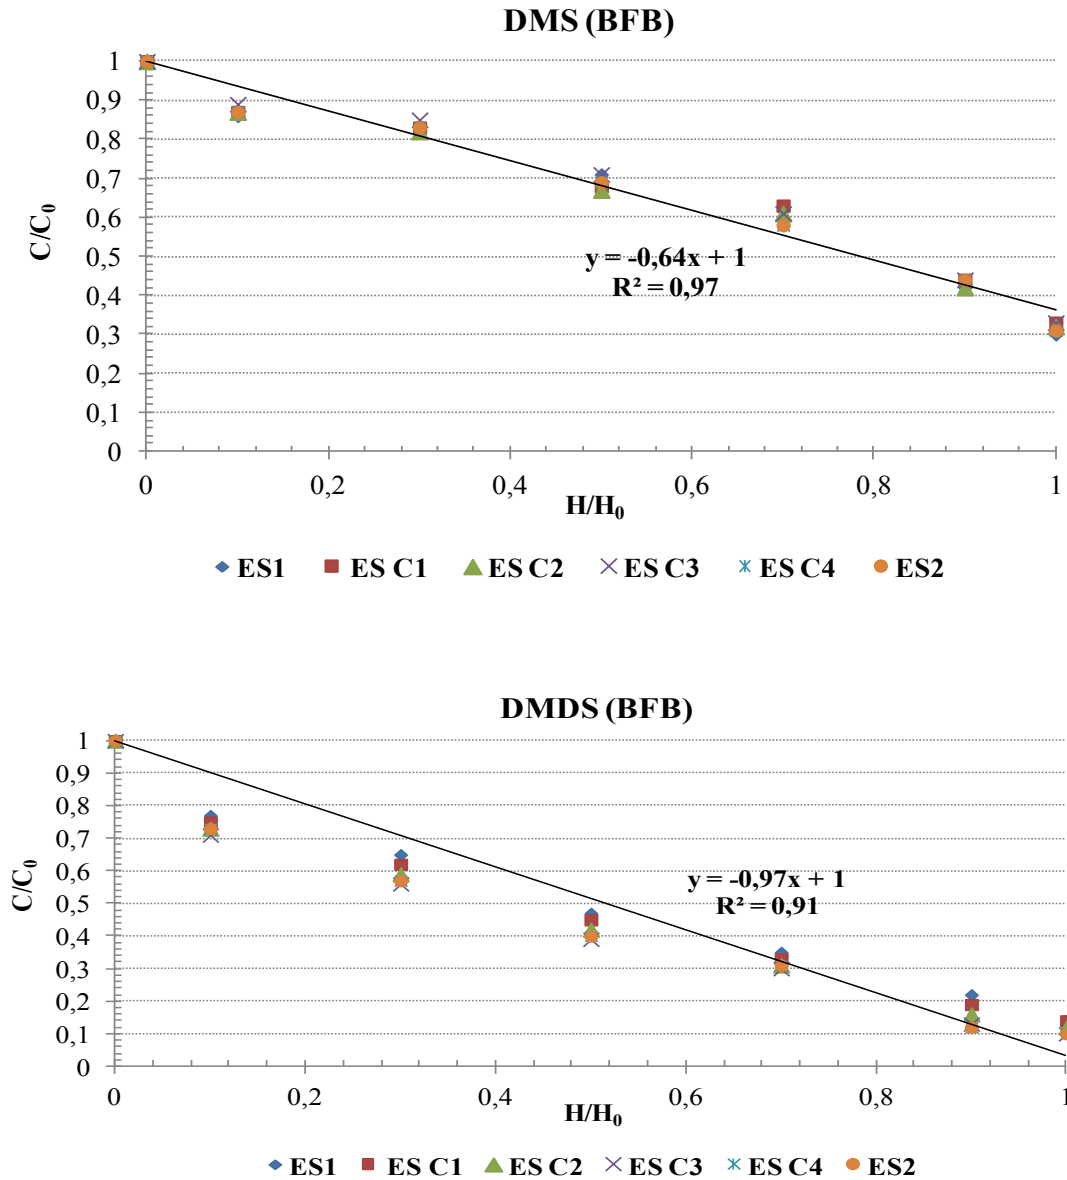 DMS (BFB)
C/C₀
1
0,9
0,8
0,7
0,6
0,5
0,4
0,3
0,2
0,1
0
y = -0,64x + 1
R² = 0,97
0 0,2 0,4 0,6 0,8 1
H/H₀
ES1 ES C1 ES C2 ES C3 ES C4 ES2
DMDS (BFB)
C/C₀
1
0,9
0,8
0,7
0,6
0,5
0,4
0,3
0,2
0,1
0
y = -0,97x + 1
R² = 0,91
0 0,2 0,4 0,6 0,8 1
H/H₀
ES1 ES C1 ES C2 ES C3 ES C4 ES2